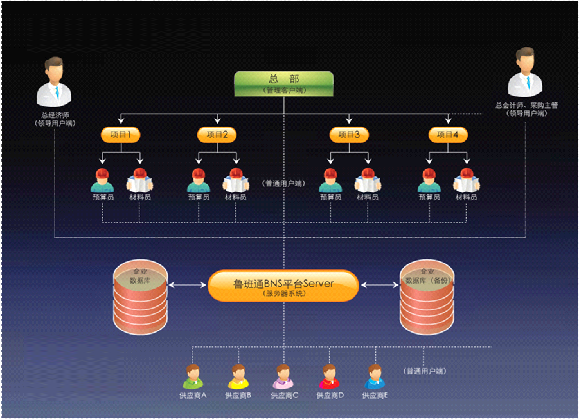 总 部
(管理客户端)
总经济师
(领导用户端)
总会计师、采购主管
(领导用户端)
项目1
项目2
项目3
项目4
预算员
材料员
预算员
材料员
(普通用户端)
预算员
材料员
预算员
材料员
企业
数据库
鲁班通BNS平台Server
(服务器系统)
企业
数据库(备份)
(普通用户端)
供应商A
供应商B
供应商C
供应商D
供应商E